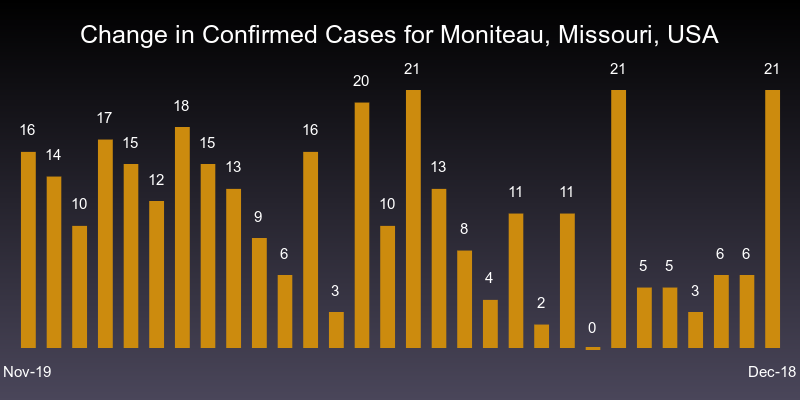 Change in Confirmed Cases for Moniteau, Missouri, USA
16 14 10 17 15 12 18 15 13 9 6 16 3 20 10 21 13 8 4 11 2 11 0 21 5 5 3 6 6 21
Nov-19 Dec-18